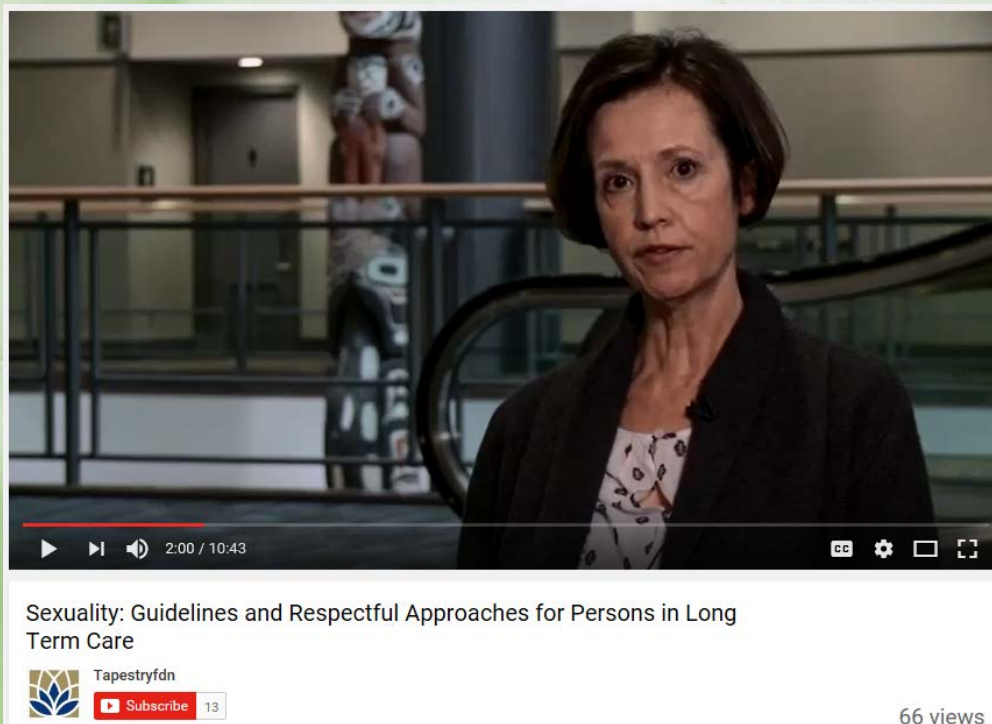 2:00 / 10:43
CC
Sexuality: Guidelines and Respectful Approaches for Persons in Long
Term Care
Tapestryfdn
Subscribe 13
66 views